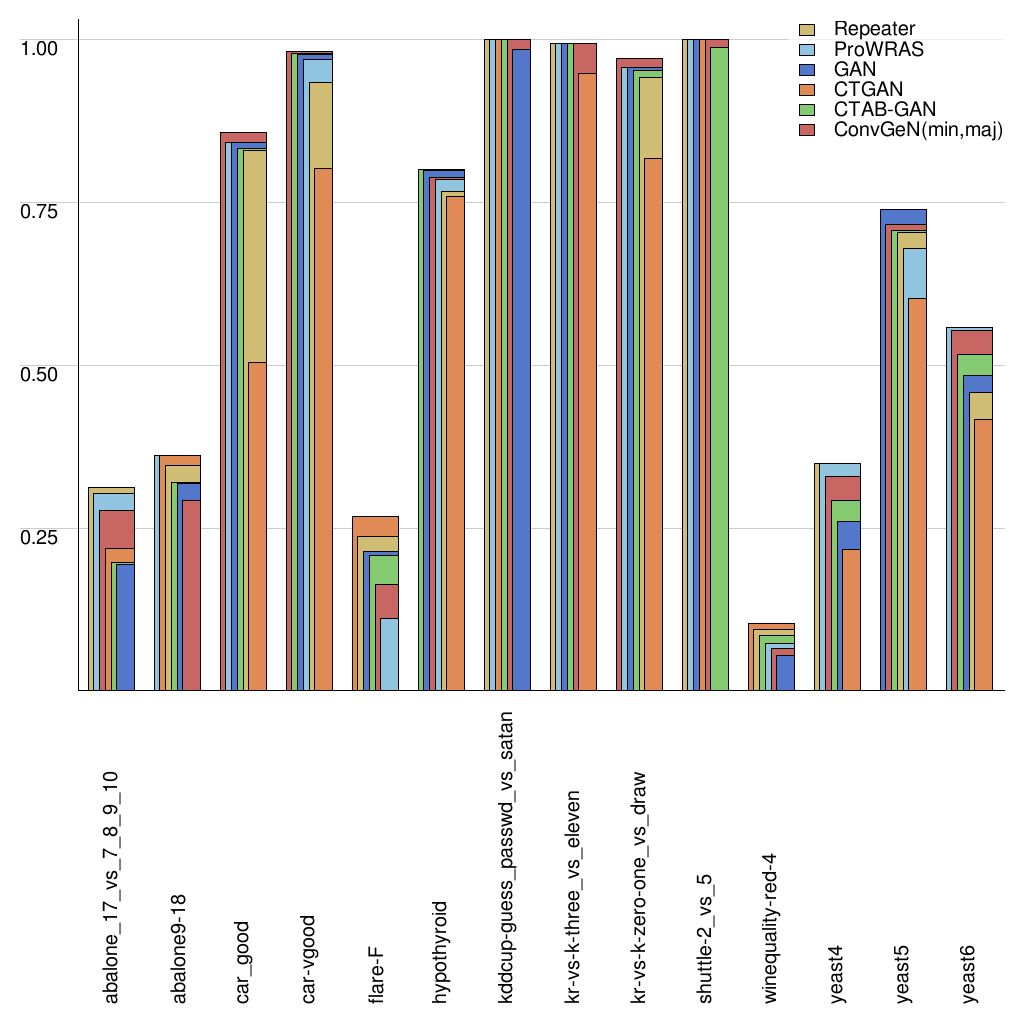 Repeater
ProWRAS
GAN
CTGAN
CTAB-GAN
ConvGeN(min,maj)
1.00
0.75
0.50
0.25
abalone_17_vs_7_8_9_10
abalone9-18
car_good
car-vgood
flare-F
hypothyroid
kddcup-guess_passwd_vs_satan
kr-vs-k-three_vs_eleven
kr-vs-k-zero-one_vs_draw
shuttle-2_vs_5
winequality-red-4
yeast4
yeast5
yeast6